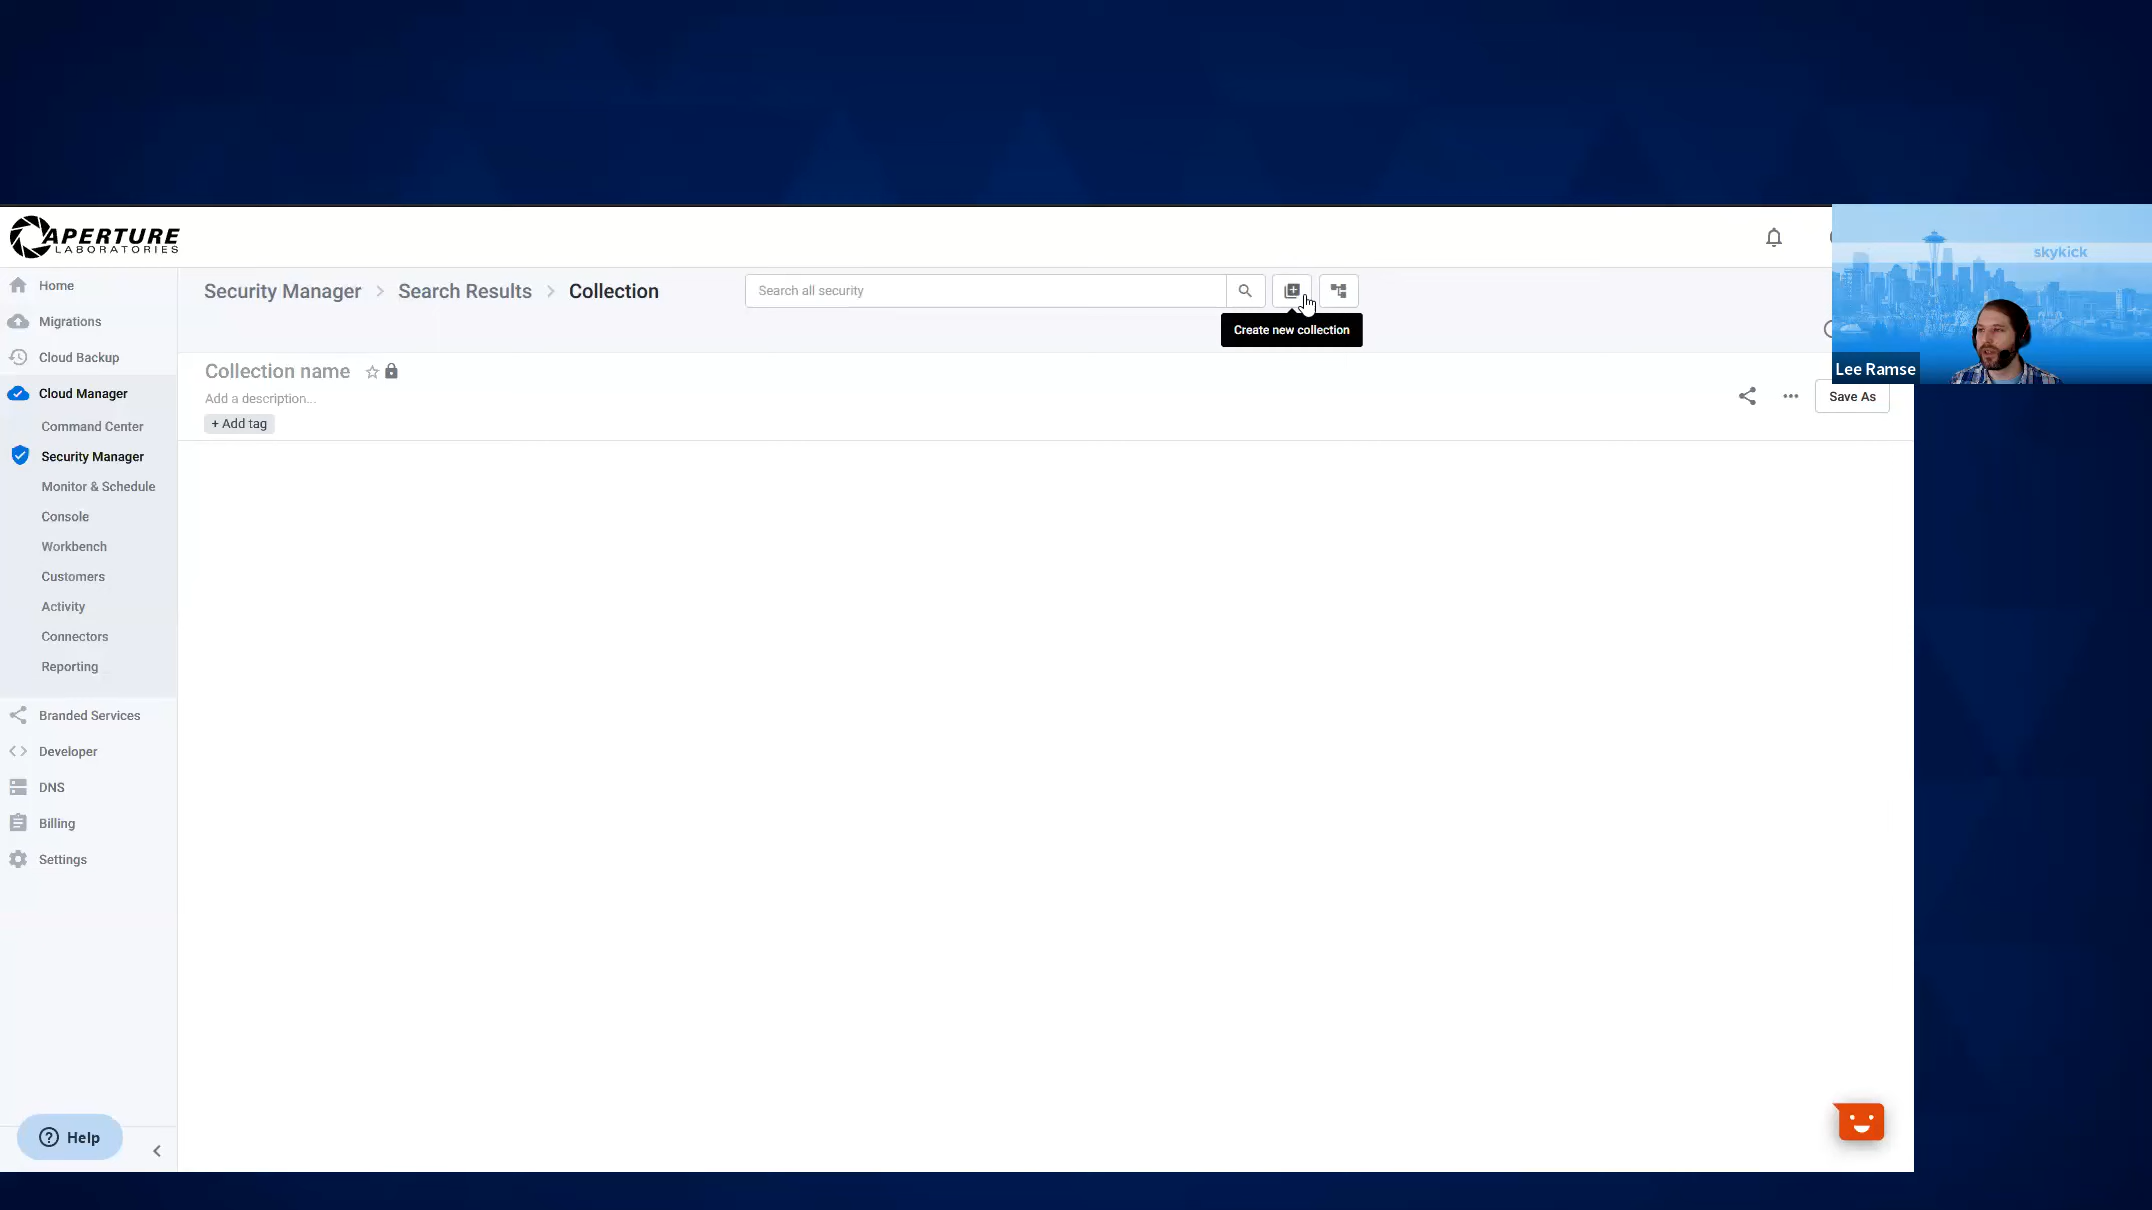 APERTURE
LABORATORIES
skykick
Lee Ramse
Home
Migrations
Cloud Backup
Cloud Manager
Command Center
Security Manager
Monitor & Schedule
Console
Workbench
Customers
Activity
Connectors
Reporting
Branded Services
Developer
DNS
Billing
Settings
Help
Security Manager > Search Results > Collection
Search all security
Create new collection
Collection name
Add a description...
+ Add tag
Save As